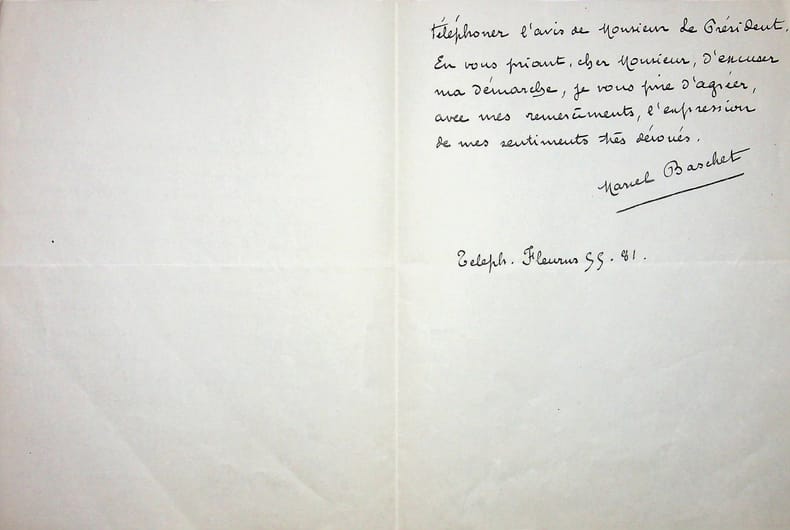 téléphoner l'avis de Monsieur le Président.
En vous priant, cher Monsieur, d'excuser
ma démarche, je vous prie d'agréer,
avec mes remerciments, l'expression
de mes sentiments très dévoués.
Marcel Baschet
Teleph. Fleurus 55.81.